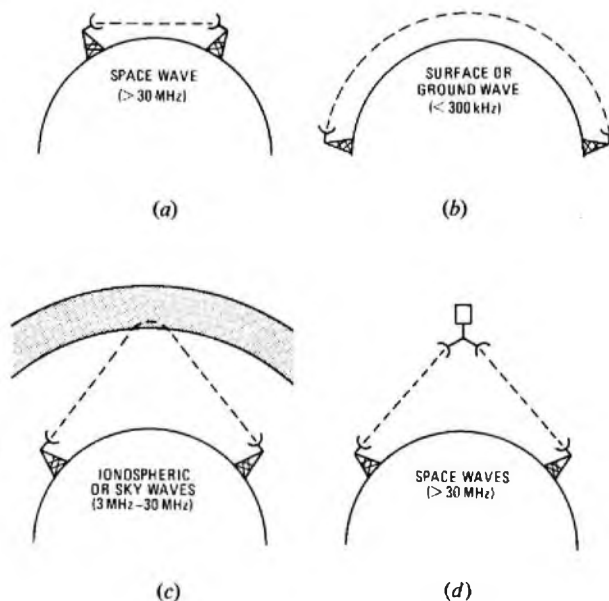 SPACE WAVE
(> 30 MHz)
SURFACE OR
GROUND WAVE
(< 300 kHz)
(a)
(b)
IONOSPHERIC
OR SKY WAVES
(3 MHz–30 MHz)
SPACE WAVES
(> 30 MHz)
(c)
(d)